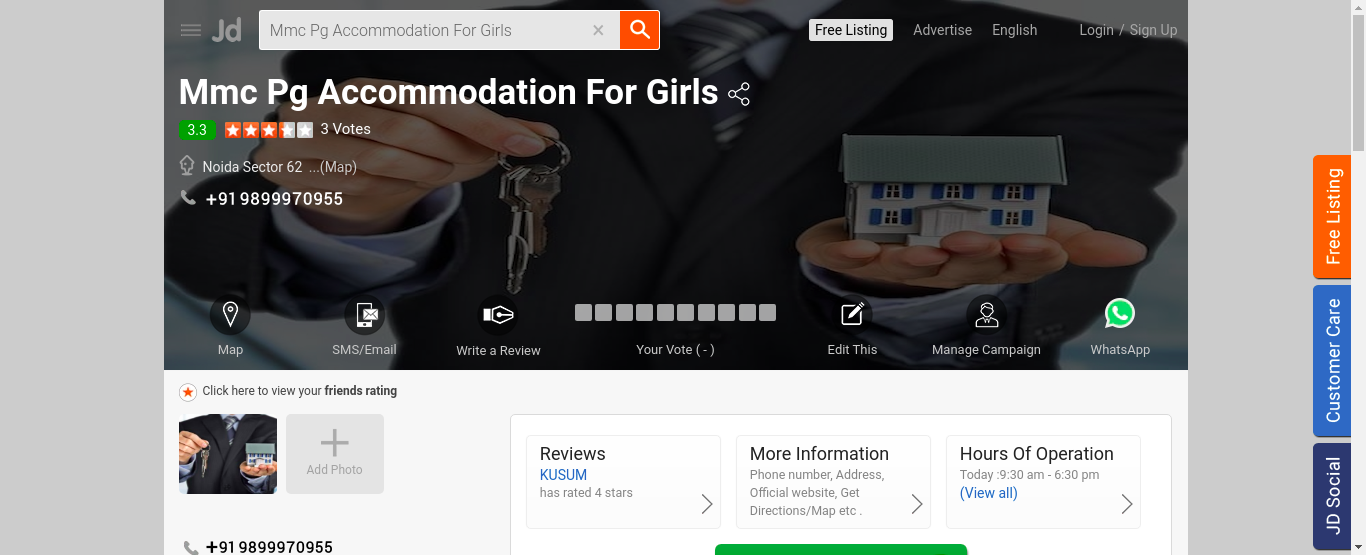 Jd
Mmc Pg Accommodation For Girls
Free Listing
Advertise
English
Login / Sign Up
Mmc Pg Accommodation For Girls
3.3
3 Votes
Noida Sector 62 ...(Map)
+91 9899970955
Map
SMS/Email
Write a Review
Your Vote ( - )
Edit This
Manage Campaign
WhatsApp
Click here to view your friends rating
Add Photo
Reviews
KUSUM
has rated 4 stars
More Information
Phone number, Address,
Official website, Get
Directions/Map etc .
Hours Of Operation
Today :9:30 am - 6:30 pm
(View all)
+91 9899970955
Free Listing
Customer Care
JD Social